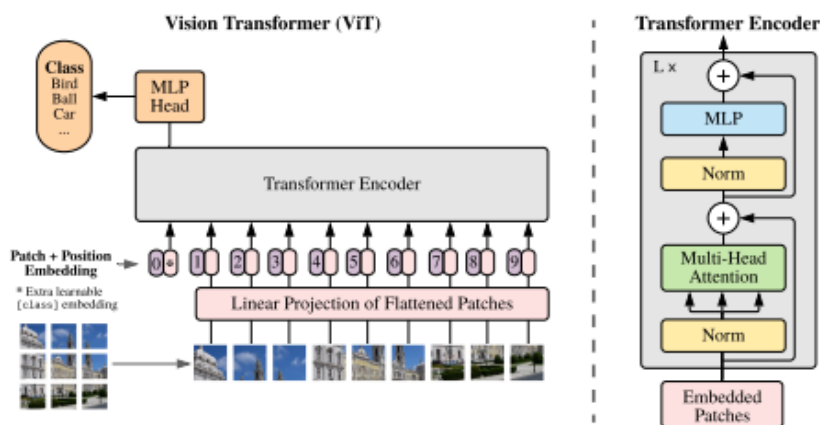 Vision Transformer (ViT)
Class
Bird
Ball
Car
...
MLP
Head
Transformer Encoder
Patch + Position
Embedding
* Extra learnable
[class] embedding
0 *
1
2
3
4
5
6
7
8
9
Linear Projection of Flattened Patches
Transformer Encoder
L ×
+
MLP
Norm
+
Multi-Head
Attention
Norm
Embedded
Patches